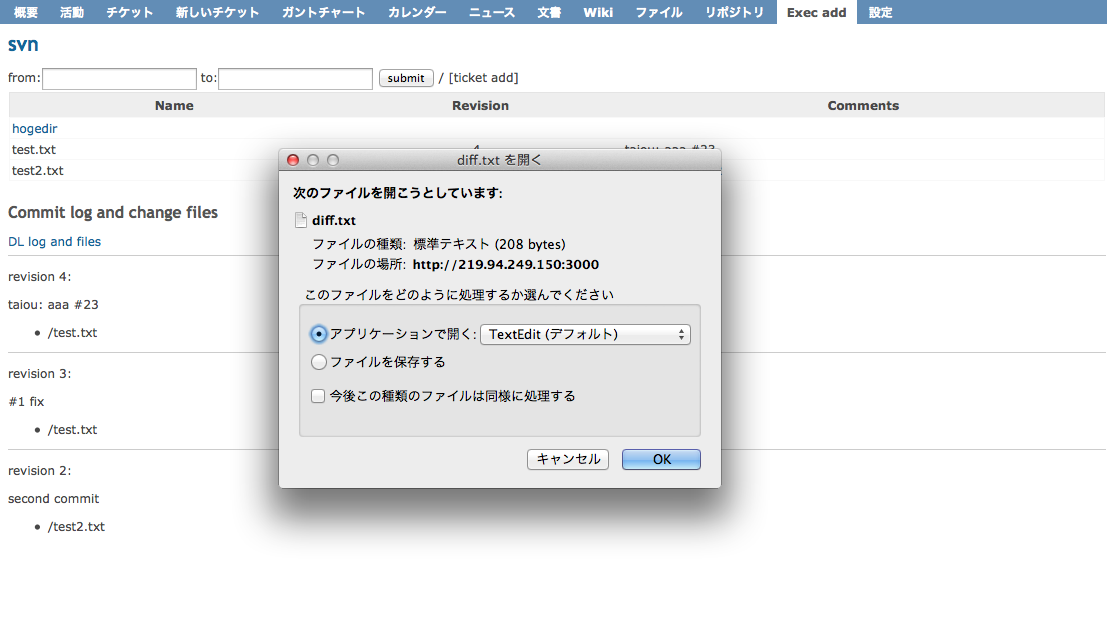 概要 活動 チケット 新しいチケット ガントチャート カレンダー ニュース 文書 Wiki ファイル リポジトリ Exec add 設定
svn
from: to: submit / [ticket add]
Name Revision Comments
hogedir
test.txt 4 taiou: aaa #23
test2.txt
diff.txt を開く
次のファイルを開こうとしています:
diff.txt
ファイルの種類: 標準テキスト (208 bytes)
ファイルの場所: http://219.94.249.150:3000
このファイルをどのように処理するか選んでください
アプリケーションで開く: TextEdit (デフォルト)
ファイルを保存する
今後この種類のファイルは同様に処理する
キャンセル OK
Commit log and change files
DL log and files
revision 4:
taiou: aaa #23
• /test.txt
revision 3:
#1 fix
• /test.txt
revision 2:
second commit
• /test2.txt